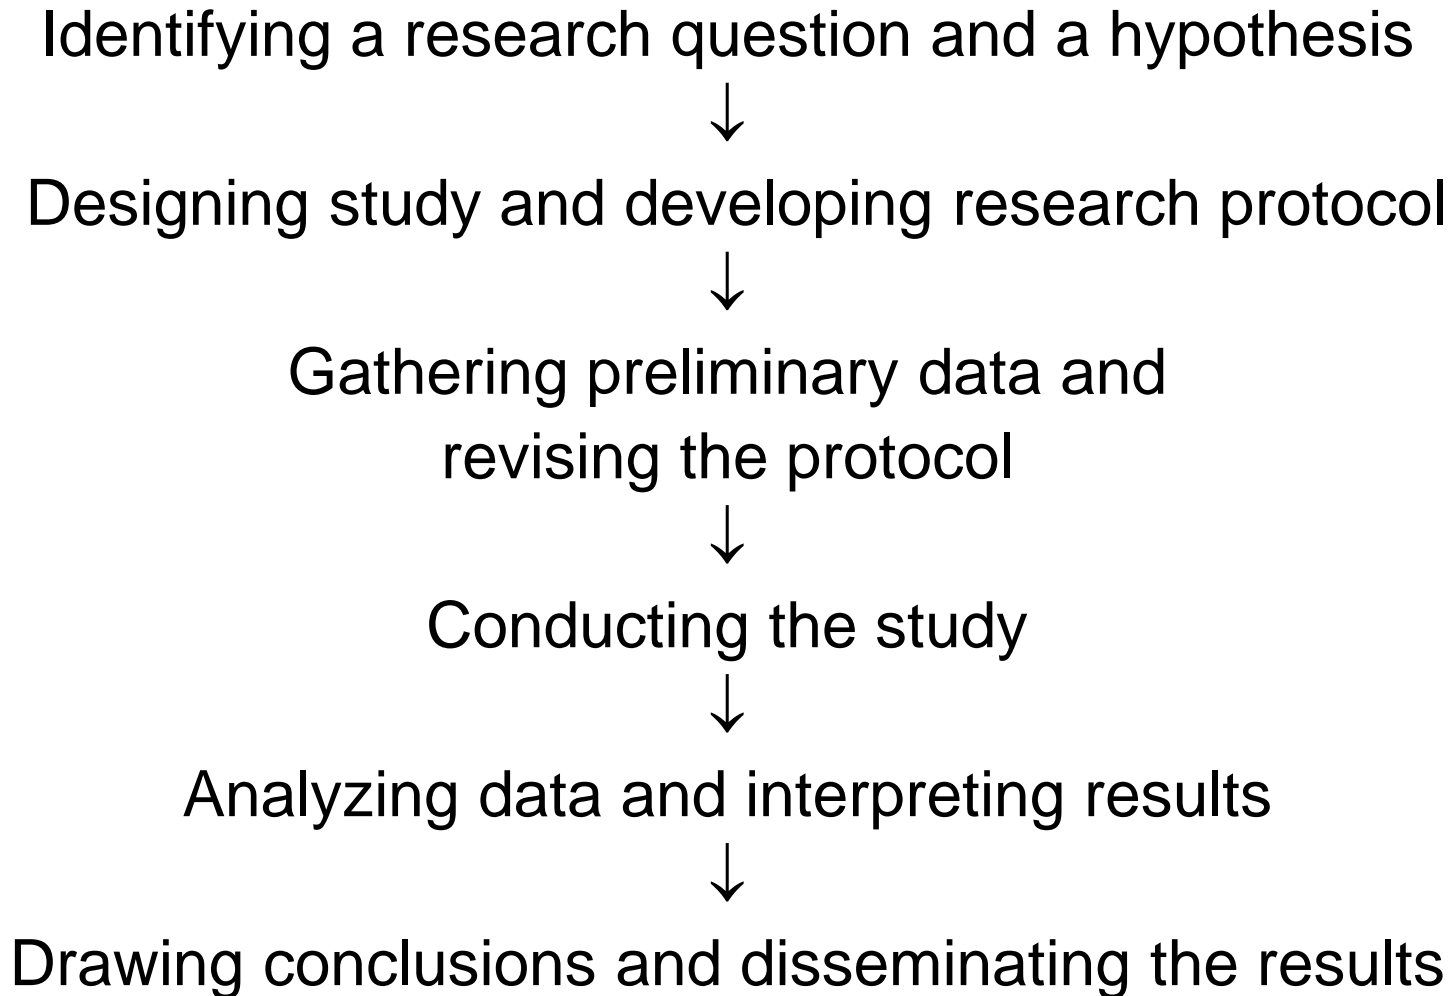 Identifying a research question and a hypothesis
↓
Designing study and developing research protocol
↓
Gathering preliminary data and
revising the protocol
↓
Conducting the study
↓
Analyzing data and interpreting results
↓
Drawing conclusions and disseminating the results